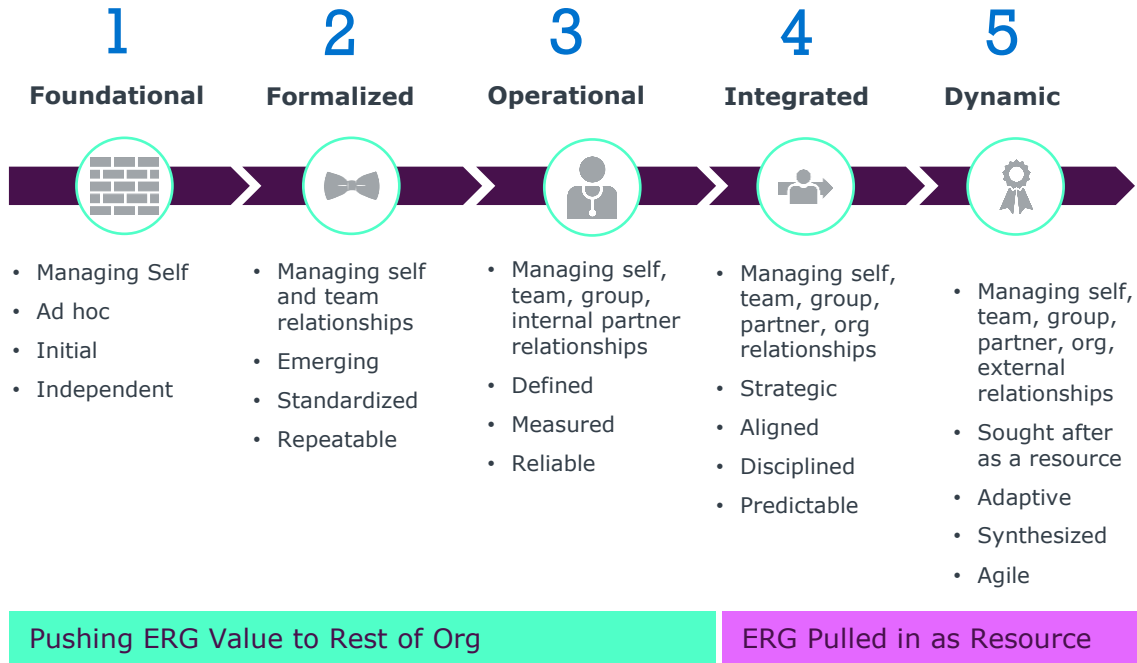 1
Foundational
• Managing Self
• Ad hoc
• Initial
• Independent
2
Formalized
• Managing self
and team
relationships
• Emerging
• Standardized
• Repeatable
3
Operational
• Managing self,
team, group,
internal partner
relationships
• Defined
• Measured
• Reliable
4
Integrated
• Managing self,
team, group,
partner, org
relationships
• Strategic
• Aligned
• Disciplined
• Predictable
5
Dynamic
• Managing self,
team, group,
partner, org,
external
relationships
• Sought after
as a resource
• Adaptive
• Synthesized
• Agile
Pushing ERG Value to Rest of Org
ERG Pulled in as Resource